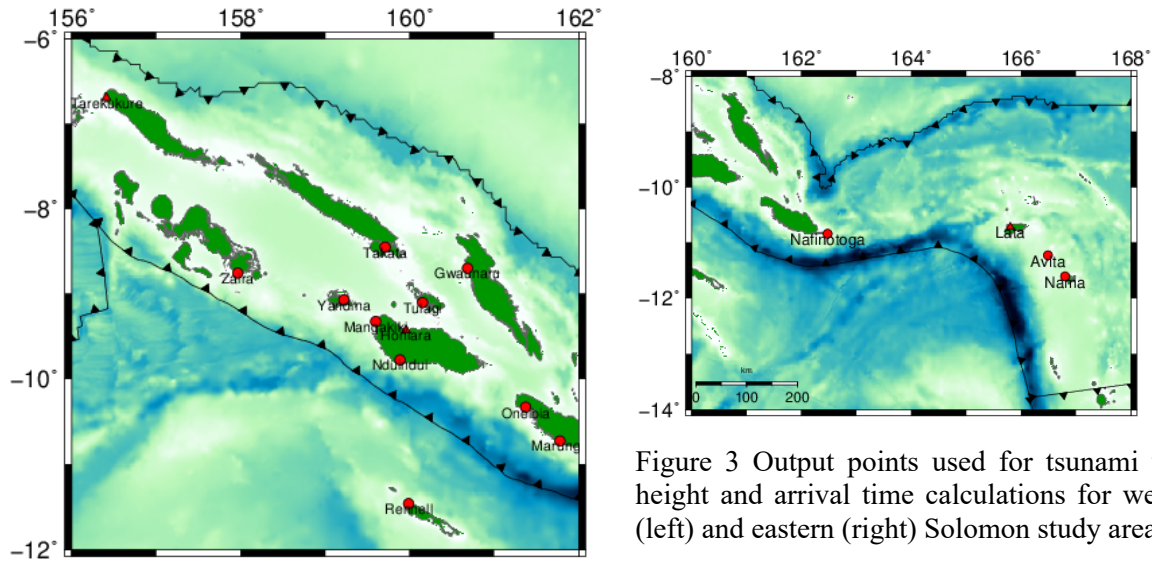 156˚ 158˚ 160˚ 162˚
−6˚
−8˚
−10˚
−12˚
Tarekukure
Takata
Gwaunaru
Zaira
Yandina
Tulagi
Mangakiki
Honiara
Nduindui
Oneibia
Marung
Rennell
160˚ 162˚ 164˚ 166˚ 168˚
−8˚
−10˚
−12˚
−14˚
Nafinotoga
Lata
Avita
Nama
km
0 100 200
Figure 3 Output points used for tsunami
height and arrival time calculations for we
(left) and eastern (right) Solomon study area